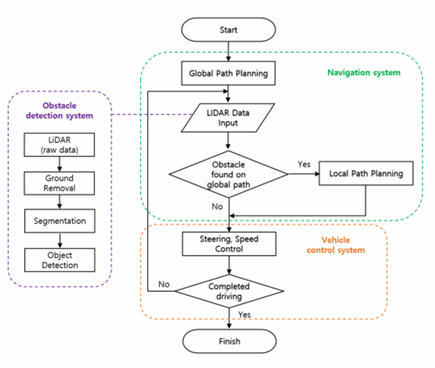 Start
Global Path Planning
Navigation system
Obstacle
detection system
LiDAR
(raw data)
Ground
Removal
Segmentation
Object
Detection
LIDAR Data
Input
Obstacle
found on
global path
Yes
Local Path Planning
No
Steering, Speed
Control
Vehicle
control system
No
Completed
driving
Yes
Finish